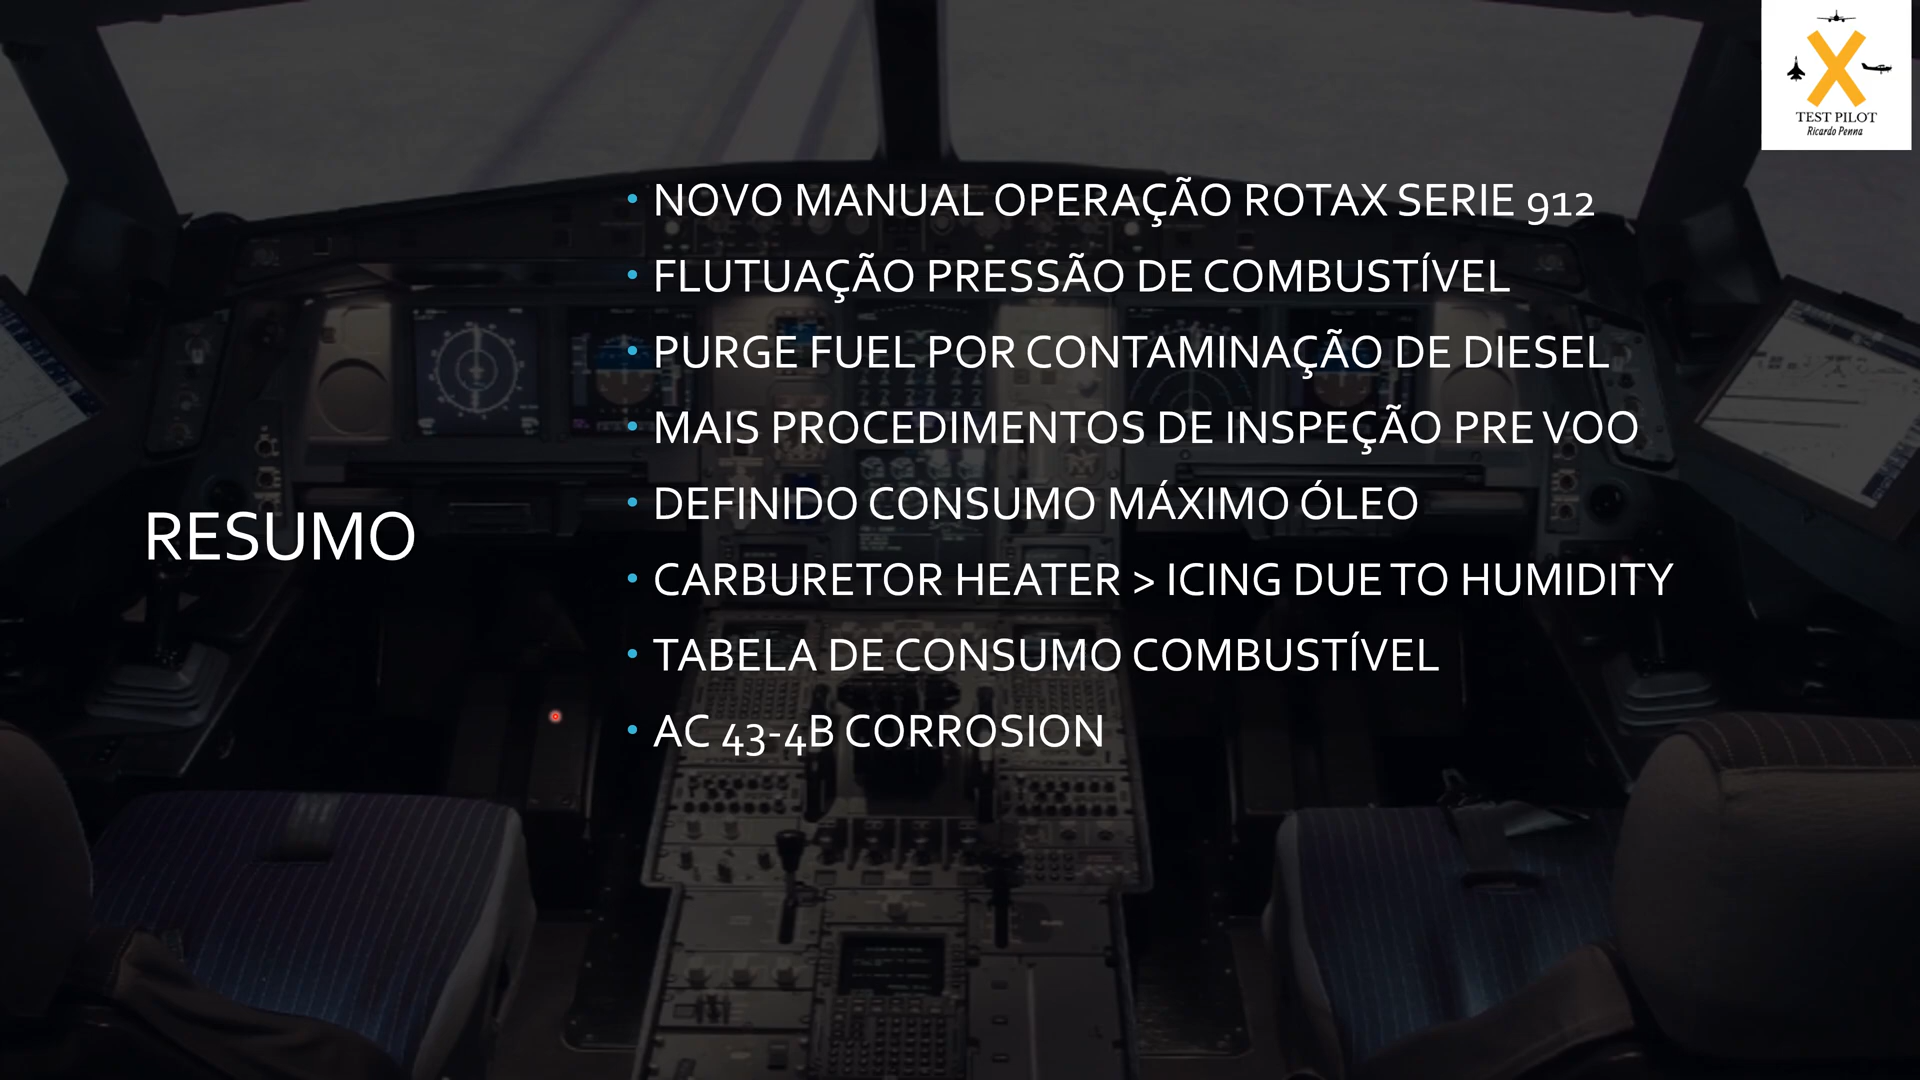 X
TEST PILOT
Ricardo Penna
RESUMO
• NOVO MANUAL OPERAÇÃO ROTAX SERIE 912
• FLUTUAÇÃO PRESSÃO DE COMBUSTÍVEL
• PURGE FUEL POR CONTAMINAÇÃO DE DIESEL
• MAIS PROCEDIMENTOS DE INSPEÇÃO PRE VOO
• DEFINIDO CONSUMO MÁXIMO ÓLEO
• CARBURETOR HEATER > ICING DUE TO HUMIDITY
• TABELA DE CONSUMO COMBUSTÍVEL
• AC 43-4B CORROSION